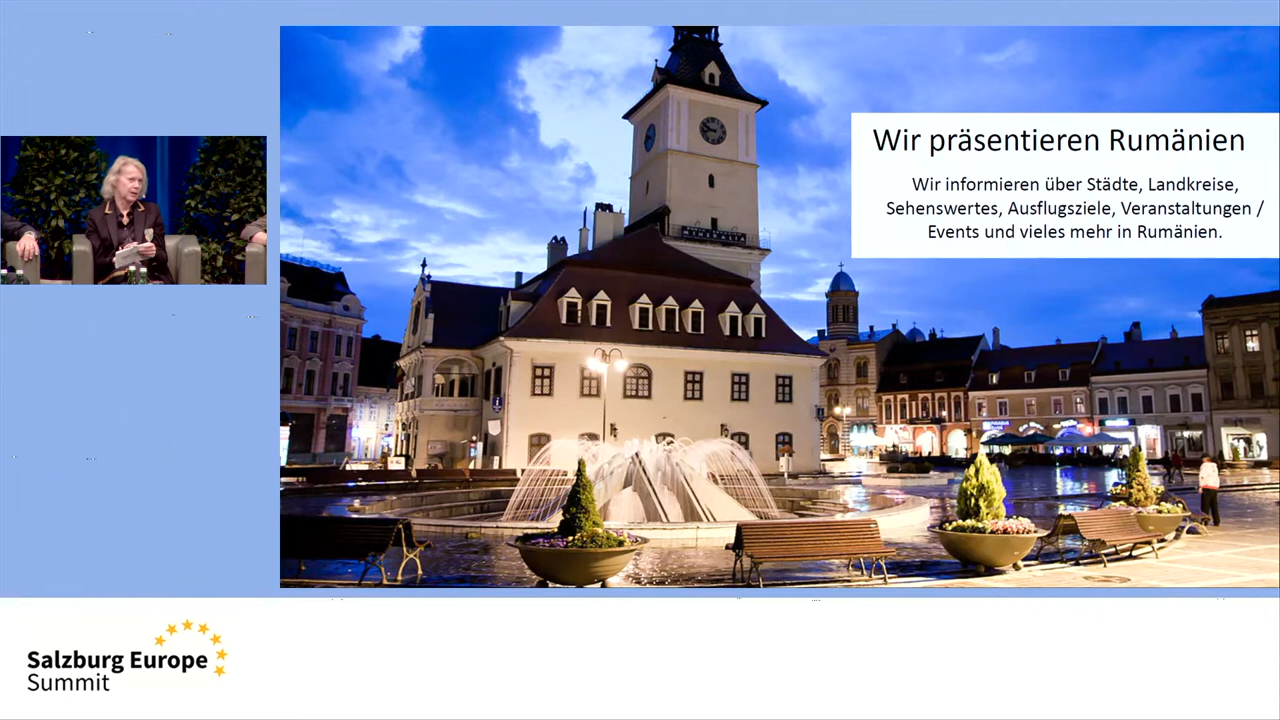 Wir präsentieren Rumänien
Wir informieren über Städte, Landkreise,
Sehenswertes, Ausflugsziele, Veranstaltungen /
Events und vieles mehr in Rumänien.
Salzburg Europe
Summit